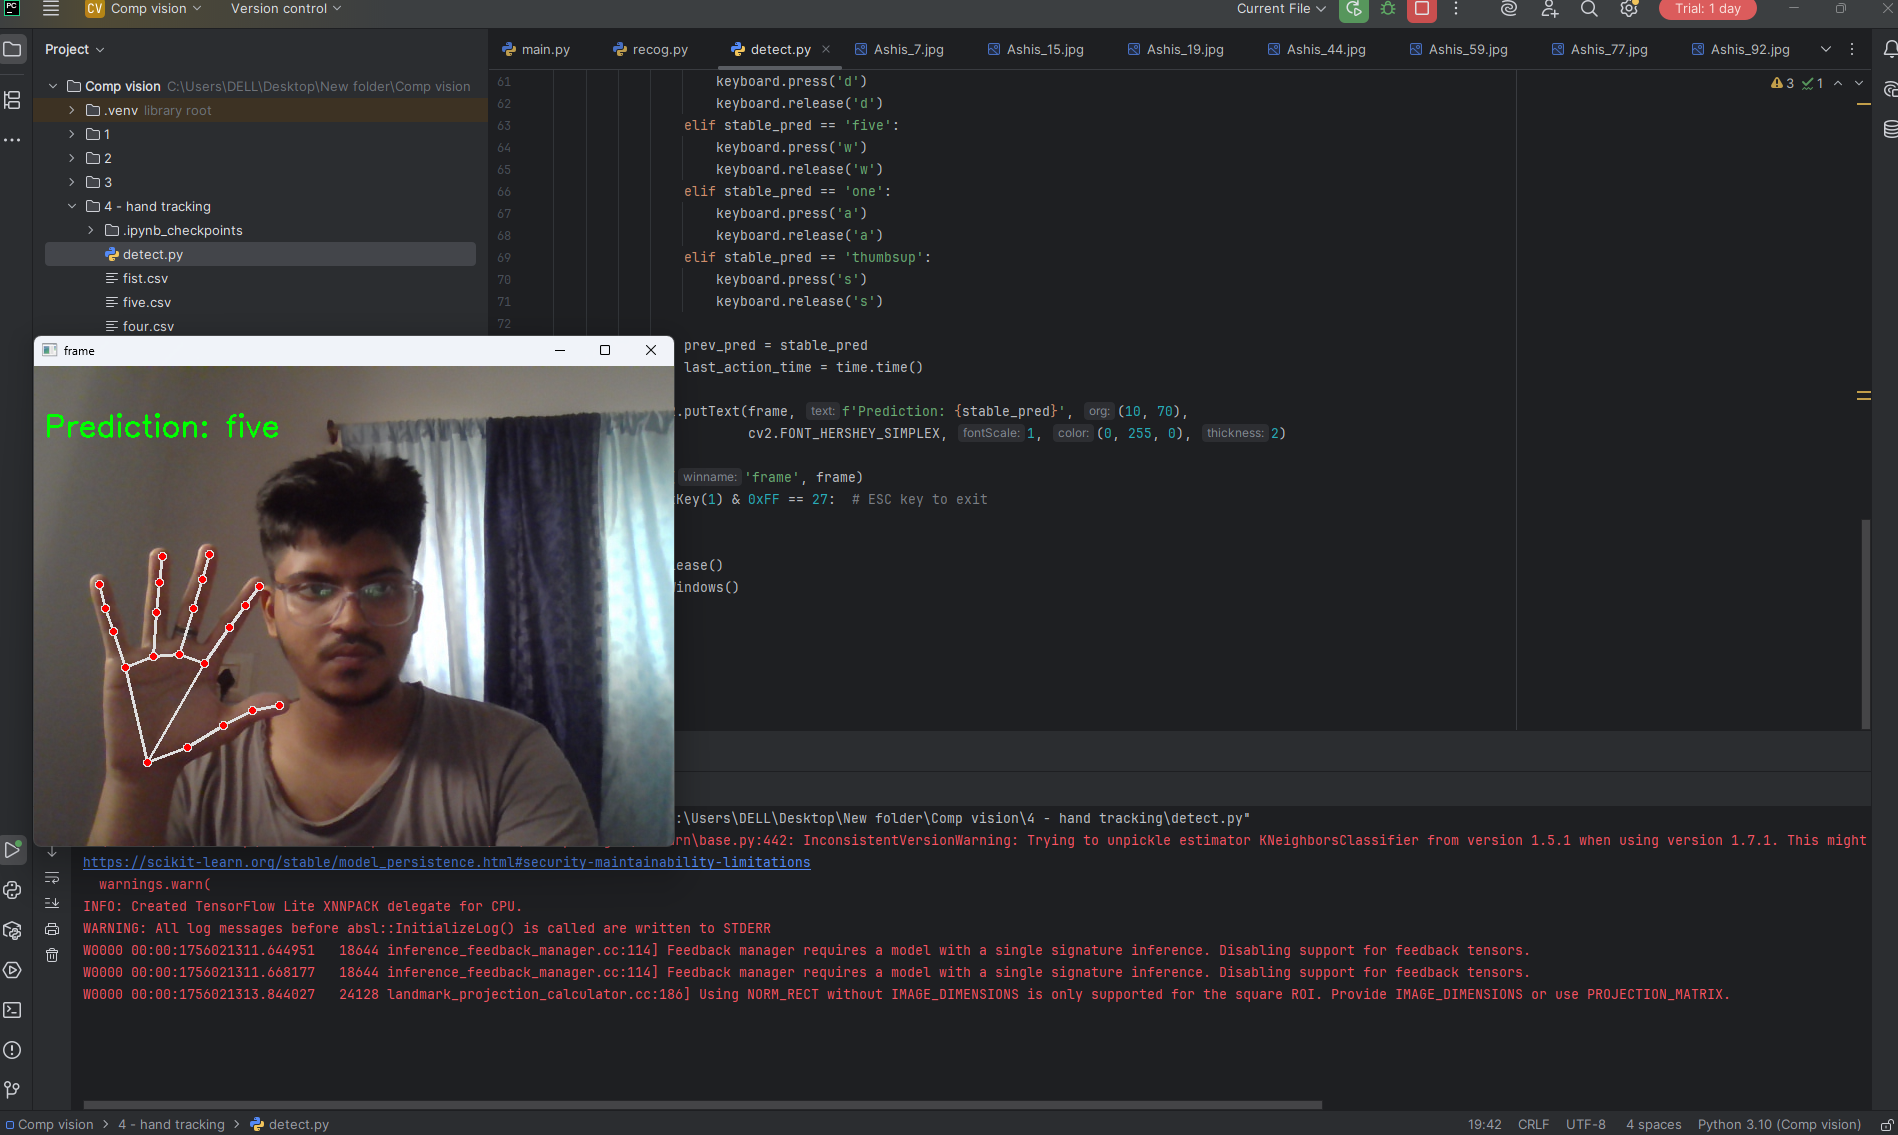 PC
CV Comp vision
Version control
Current File
Trial: 1 day
Project
main.py
recog.py
detect.py
Ashis_7.jpg
Ashis_15.jpg
Ashis_19.jpg
Ashis_44.jpg
Ashis_59.jpg
Ashis_77.jpg
Ashis_92.jpg
Comp vision C:\Users\DELL\Desktop\New folder\Comp vision
.venv library root
1
2
3
4 - hand tracking
.ipynb_checkpoints
detect.py
fist.csv
five.csv
four.csv
3 1
61 keyboard.press('d')
62 keyboard.release('d')
63 elif stable_pred == 'five':
64 keyboard.press('w')
65 keyboard.release('w')
66 elif stable_pred == 'one':
67 keyboard.press('a')
68 keyboard.release('a')
69 elif stable_pred == 'thumbsup':
70 keyboard.press('s')
71 keyboard.release('s')
72
prev_pred = stable_pred
last_action_time = time.time()
.putText(frame, text: f'Prediction: {stable_pred}', org: (10, 70),
cv2.FONT_HERSHEY_SIMPLEX, fontScale: 1, color: (0, 255, 0), thickness: 2)
winname: 'frame', frame)
Key(1) & 0xFF == 27: # ESC key to exit
lease()
Windows()
frame
Prediction: five
:\Users\DELL\Desktop\New folder\Comp vision\4 - hand tracking\detect.py"
rn\base.py:442: InconsistentVersionWarning: Trying to unpickle estimator KNeighborsClassifier from version 1.5.1 when using version 1.7.1. This might
https://scikit-learn.org/stable/model_persistence.html#security-maintainability-limitations
warnings.warn(
INFO: Created TensorFlow Lite XNNPACK delegate for CPU.
WARNING: All log messages before absl::InitializeLog() is called are written to STDERR
W0000 00:00:1756021311.644951 18644 inference_feedback_manager.cc:114] Feedback manager requires a model with a single signature inference. Disabling support for feedback tensors.
W0000 00:00:1756021311.668177 18644 inference_feedback_manager.cc:114] Feedback manager requires a model with a single signature inference. Disabling support for feedback tensors.
W0000 00:00:1756021313.844027 24128 landmark_projection_calculator.cc:186] Using NORM_RECT without IMAGE_DIMENSIONS is only supported for the square ROI. Provide IMAGE_DIMENSIONS or use PROJECTION_MATRIX.
Comp vision > 4 - hand tracking > detect.py
19:42 CRLF UTF-8 4 spaces Python 3.10 (Comp vision)